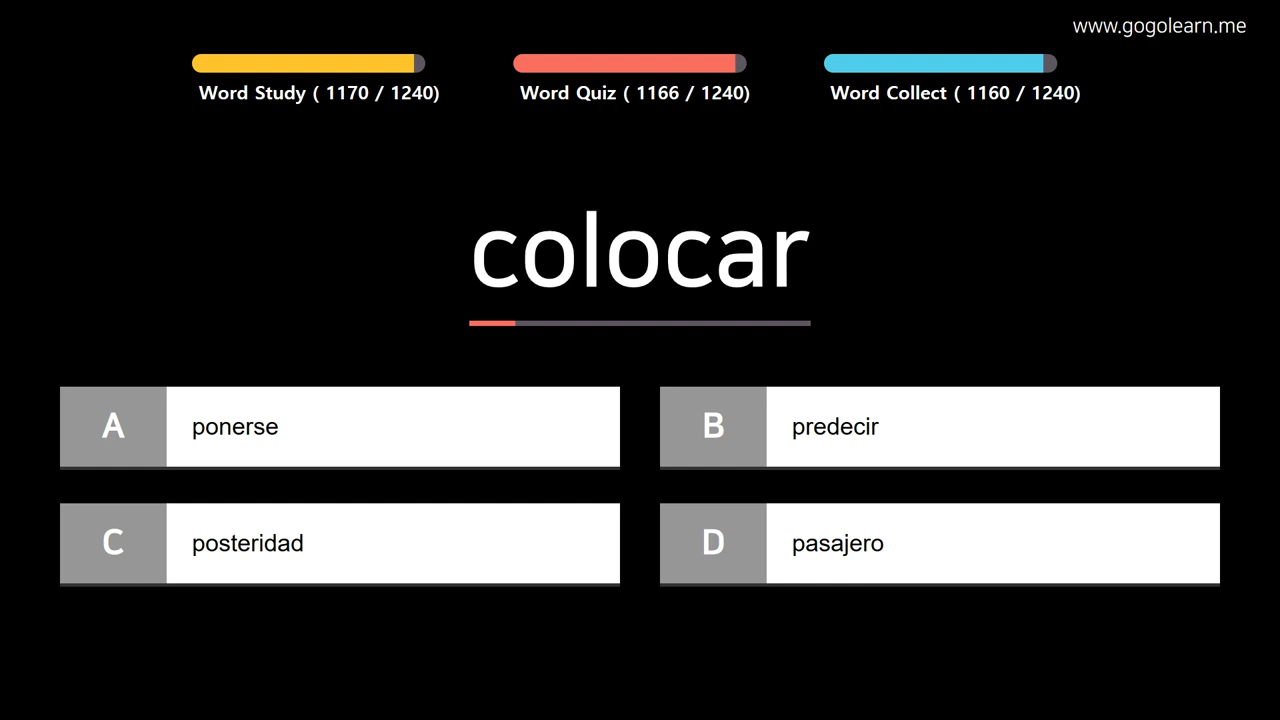 www.gogolearn.me
Word Study ( 1170 / 1240)
Word Quiz ( 1166 / 1240)
Word Collect ( 1160 / 1240)
colocar
A ponerse
B predecir
C posteridad
D pasajero